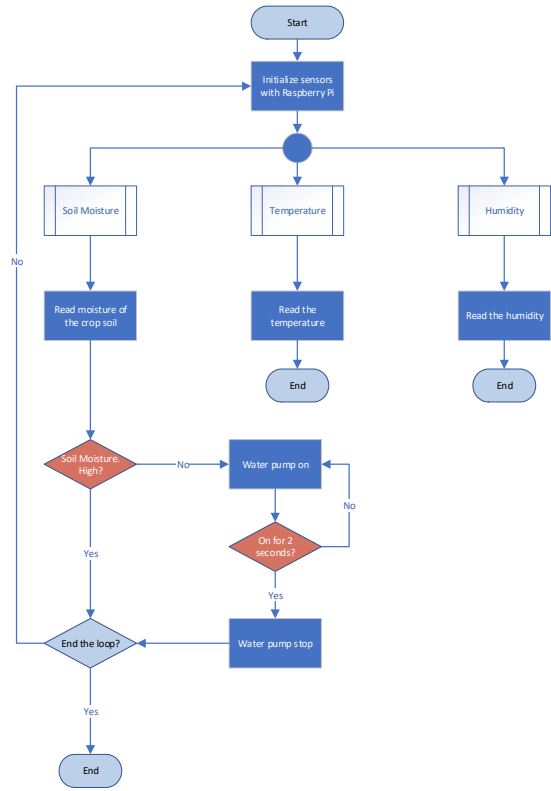 Start
Initialize sensors
with Raspberry Pi
Soil Moisture
Temperature
Humidity
No
Read moisture of
the crop soil
Read the
temperature
Read the humidity
End
End
Soil Moisture.
High?
No
Water pump on
No
On for 2
seconds?
Yes
Yes
End the loop?
Water pump stop
Yes
End